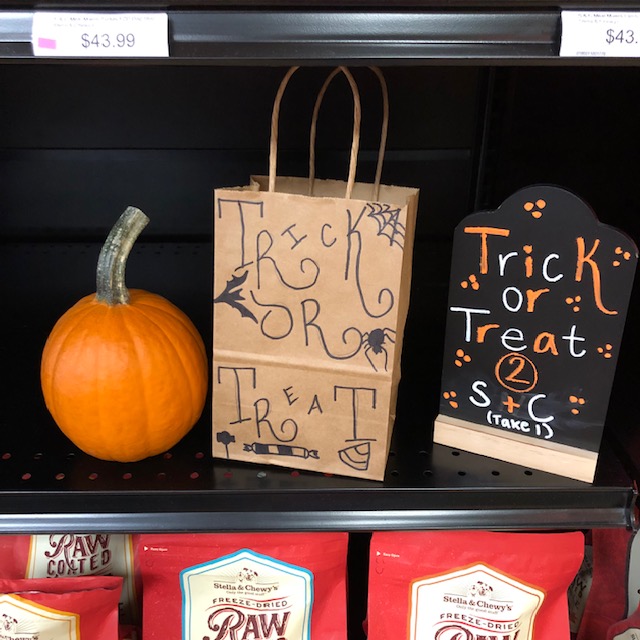 $43.99
$43.
Trick
or
Treat
Trick
or
Treat
2
S+C
(Take 1)
RAW
COATED
Stella & Chewy's
FREEZE-DRIED
RAW
Stella & Chewy's
FREEZE-DRIED
RAW